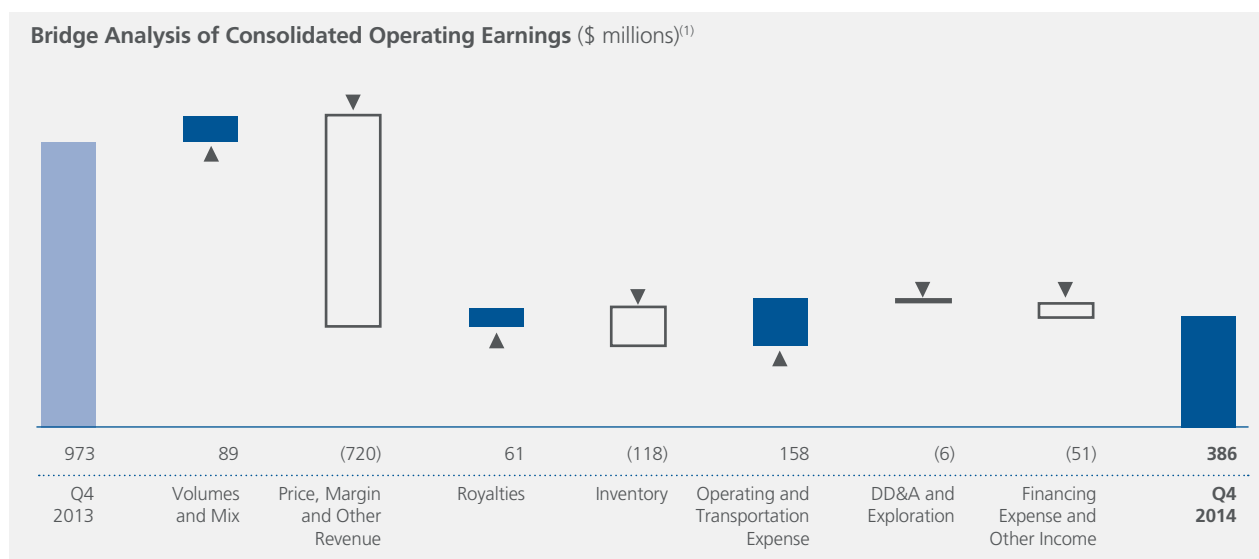 Bridge Analysis of Consolidated Operating Earnings ($ millions)(1)
973 89 (720) 61 (118) 158 (6) (51) 386
Q4
2013
Volumes
and Mix
Price, Margin
and Other
Revenue
Royalties
Inventory
Operating and
Transportation
Expense
DD&A and
Exploration
Financing
Expense and
Other Income
Q4
2014